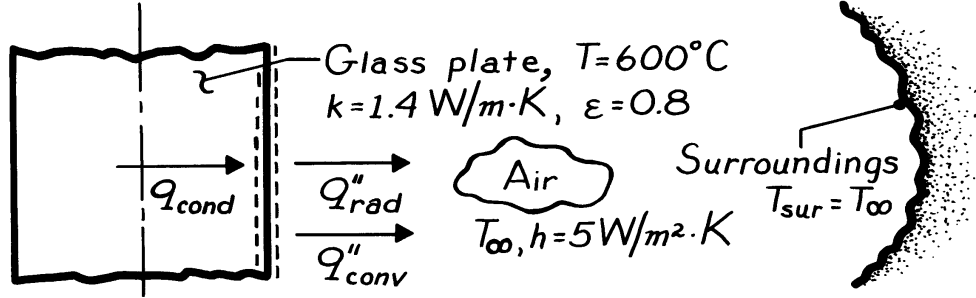 Glass plate, T=600°C
k=1.4 W/m·K, ε=0.8
q_cond
q''_rad
q''_conv
Air
T∞, h=5 W/m²·K
Surroundings
T_sur = T∞